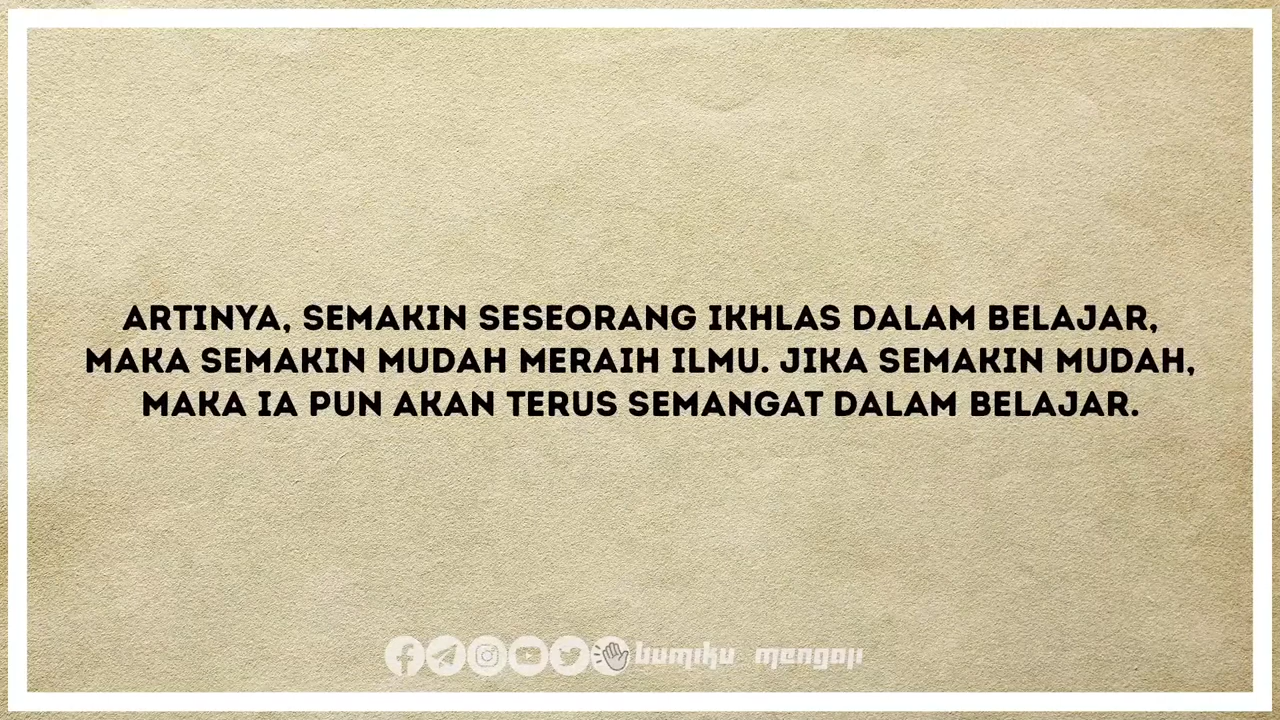 ARTINYA, SEMAKIN SESEORANG IKHLAS DALAM BELAJAR,
MAKA SEMAKIN MUDAH MERAIH ILMU. JIKA SEMAKIN MUDAH,
MAKA IA PUN AKAN TERUS SEMANGAT DALAM BELAJAR.
bumiku mengaji